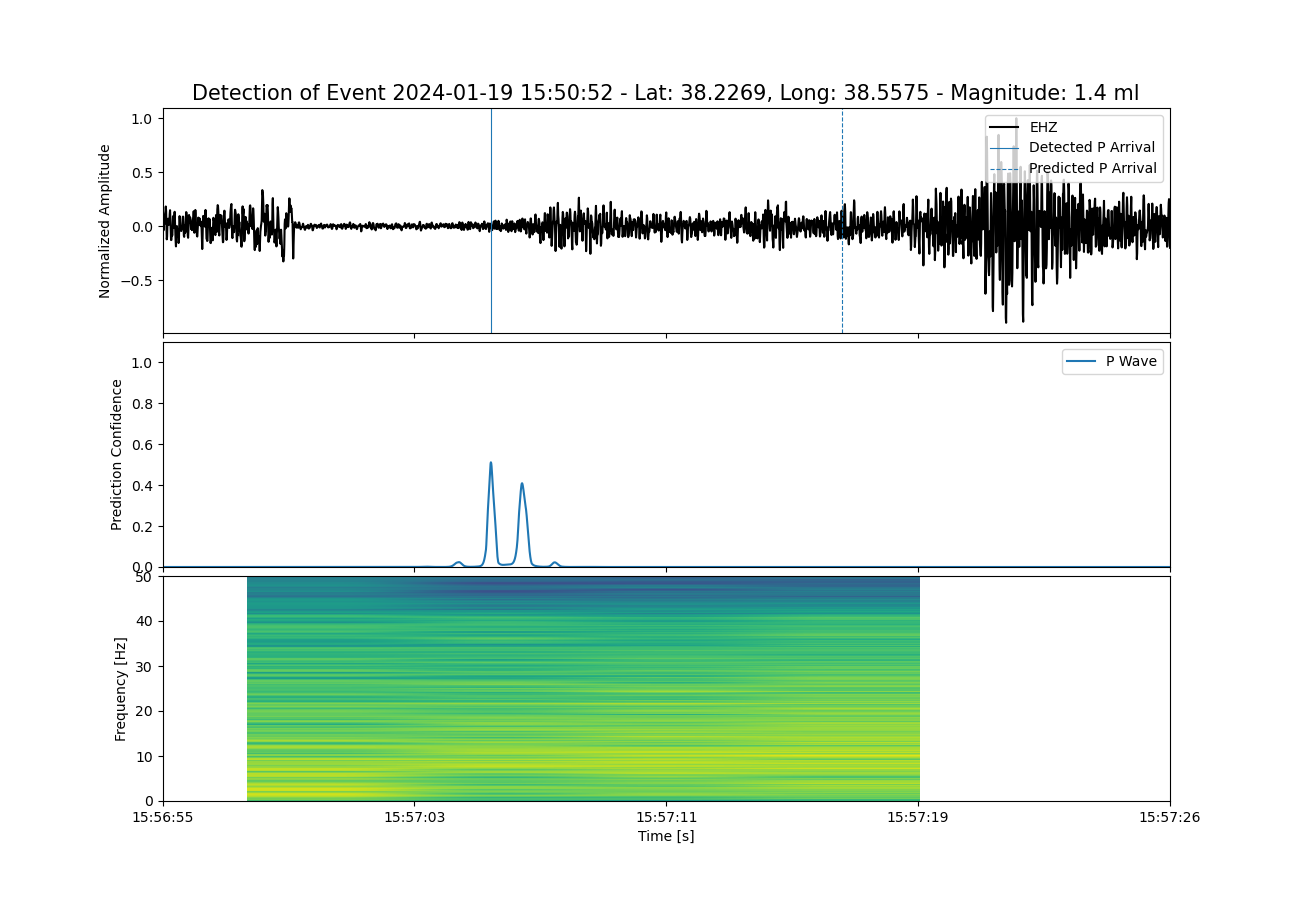 Detection of Event 2024-01-19 15:50:52 - Lat: 38.2269, Long: 38.5575 - Magnitude: 1.4 ml
Normalized Amplitude
1.0
0.5
0.0
−0.5
EHZ
Detected P Arrival
Predicted P Arrival
Prediction Confidence
1.0
0.8
0.6
0.4
0.2
0.0
P Wave
Frequency [Hz]
50
40
30
20
10
0
15:56:55
15:57:03
15:57:11
15:57:19
15:57:26
Time [s]